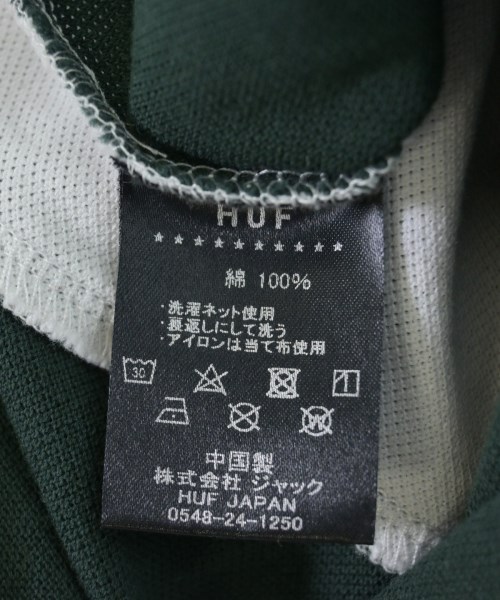 HUF
★★★★★★★★★★
綿 100%
・洗濯ネット使用
・裏返しにして洗う
・アイロンは当て布使用
30
W
中国製
株式会社 ジャック
HUF JAPAN
0548-24-1250